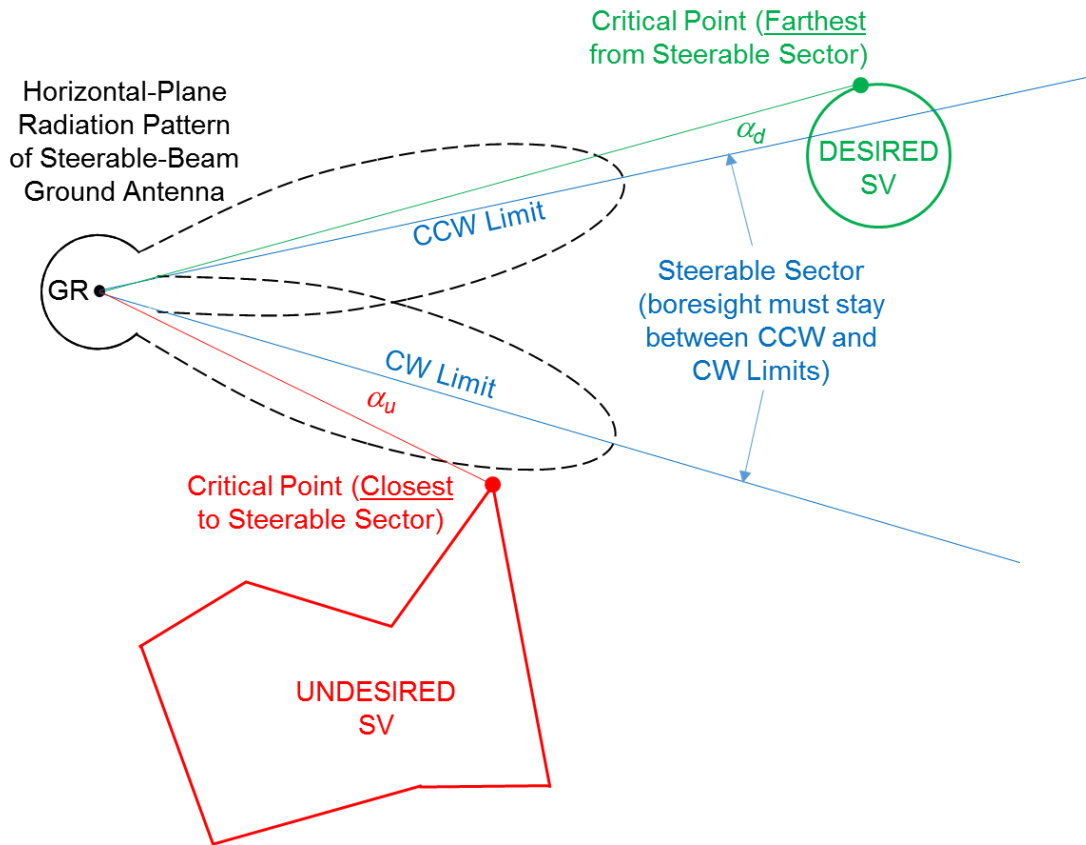 Critical Point (Farthest
from Steerable Sector)
Horizontal-Plane
Radiation Pattern
of Steerable-Beam
Ground Antenna
αd
DESIRED
SV
CCW Limit
GR
Steerable Sector
(boresight must stay
between CCW and
CW Limits)
CW Limit
αu
Critical Point (Closest
to Steerable Sector)
UNDESIRED
SV